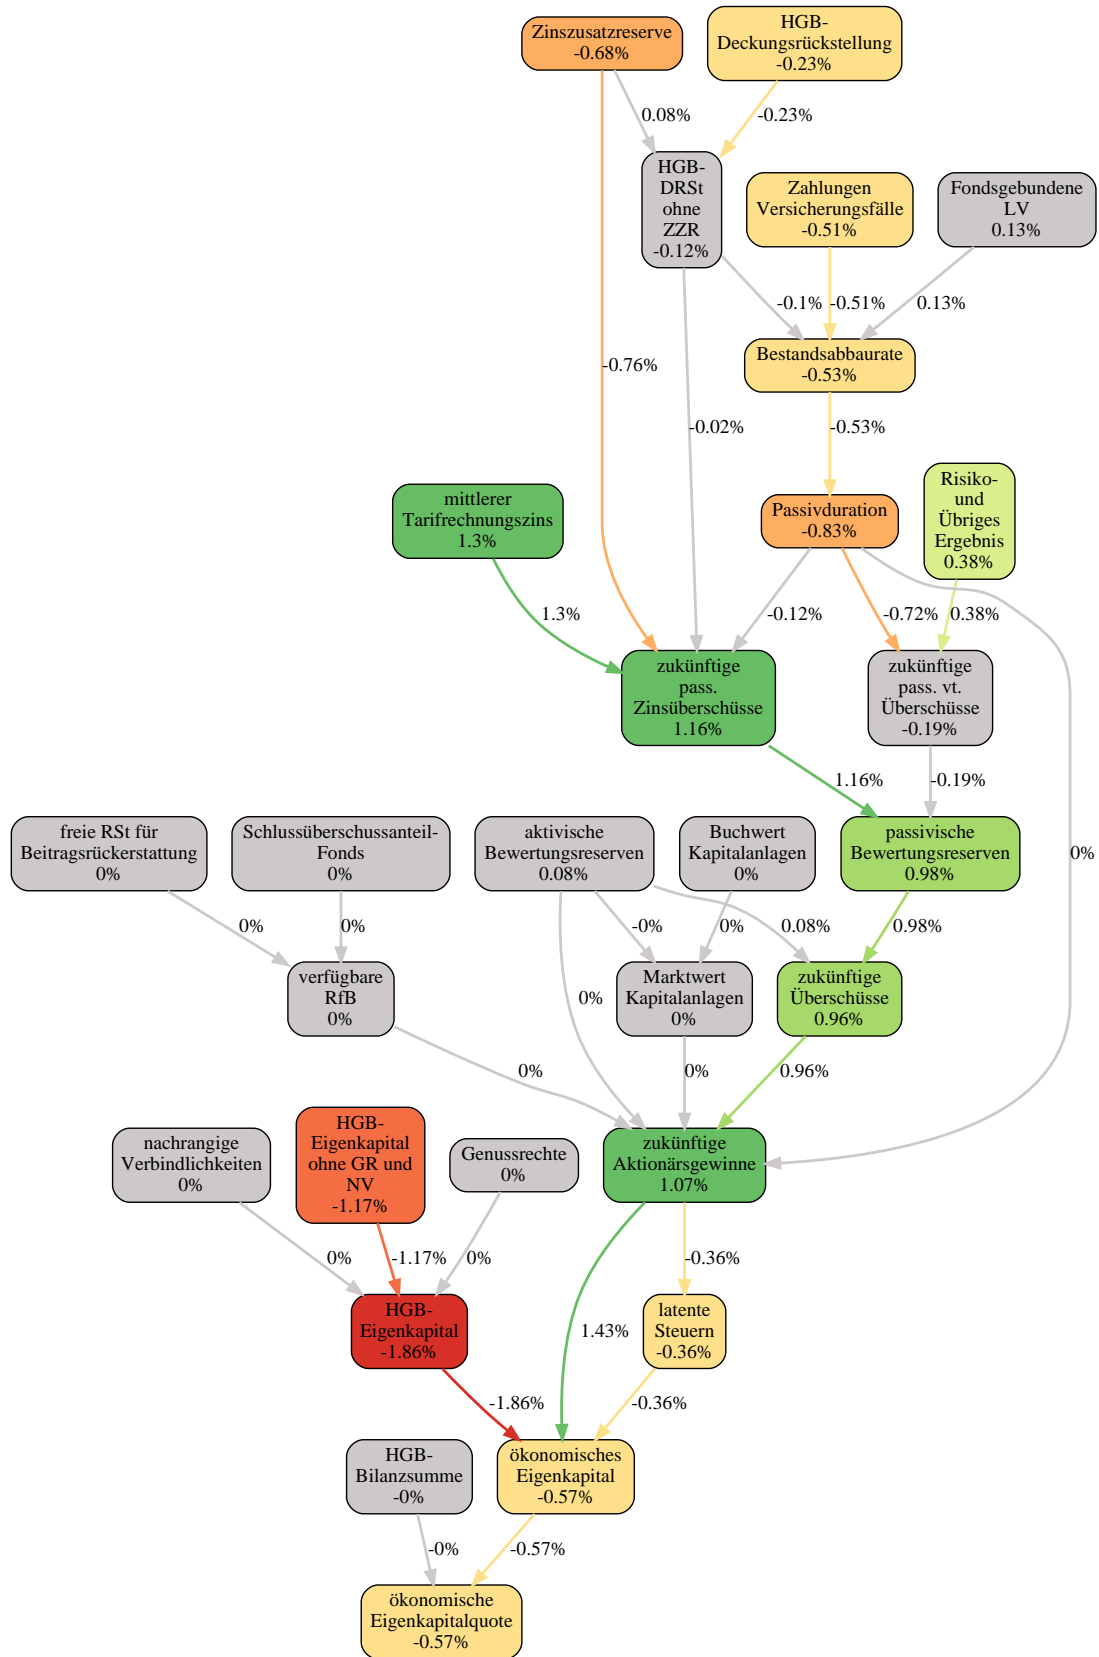 Zinszusatzreserve
-0.68%
HGB-
Deckungsrückstellung
-0.23%
0.08%
-0.23%
HGB-
DRSt
ohne
ZZR
-0.12%
Zahlungen
Versicherungsfälle
-0.51%
Fondsgebundene
LV
0.13%
-0.1%
-0.51%
0.13%
Bestandsabbaurate
-0.53%
-0.76%
-0.02%
-0.53%
mittlerer
Tarifrechnungszins
1.3%
Passivduration
-0.83%
Risiko-
und
Übriges
Ergebnis
0.38%
1.3%
-0.12%
-0.72%
0.38%
zukünftige
pass.
Zinsüberschüsse
1.16%
zukünftige
pass. vt.
Überschüsse
-0.19%
1.16%
-0.19%
freie RSt für
Beitragsrückerstattung
0%
Schlussüberschussanteil-
Fonds
0%
aktivische
Bewertungsreserven
0.08%
Buchwert
Kapitalanlagen
0%
passivische
Bewertungsreserven
0.98%
0%
0%
0%
-0%
0%
0.08%
0.98%
verfügbare
RfB
0%
0%
Marktwert
Kapitalanlagen
0%
zukünftige
Überschüsse
0.96%
0%
0%
0.96%
nachrangige
Verbindlichkeiten
0%
HGB-
Eigenkapital
ohne GR und
NV
-1.17%
Genussrechte
0%
zukünftige
Aktionärsgewinne
1.07%
0%
-1.17%
0%
-0.36%
HGB-
Eigenkapital
-1.86%
1.43%
latente
Steuern
-0.36%
-1.86%
-0.36%
HGB-
Bilanzsumme
-0%
ökonomisches
Eigenkapital
-0.57%
-0%
-0.57%
ökonomische
Eigenkapitalquote
-0.57%